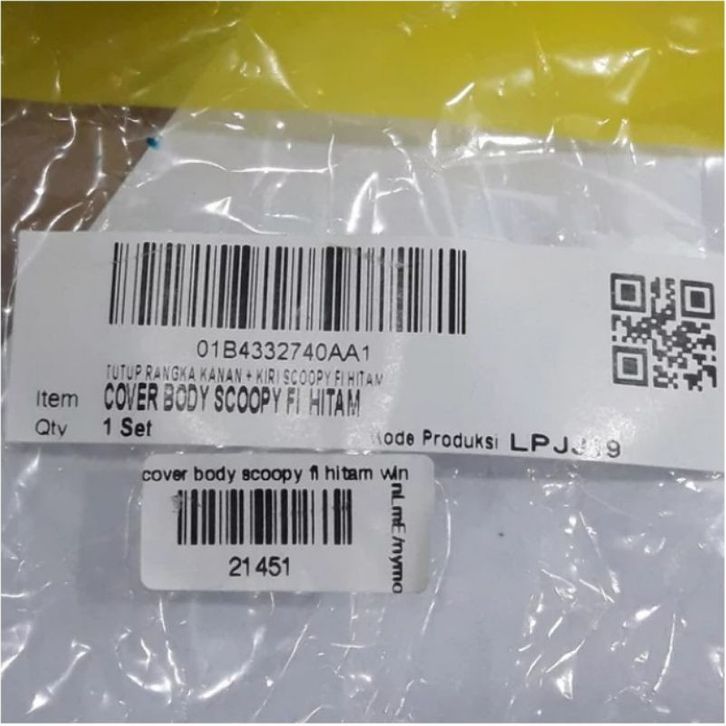 01B4332740AA1
TUTUP RANGKA KANAN + KIRI SCOOPY FI HITAM
Item COVER BODY SCOOPY FI HITAM
Qty 1 Set
Kode Produksi
cover body scoopy fi hitam win
21451